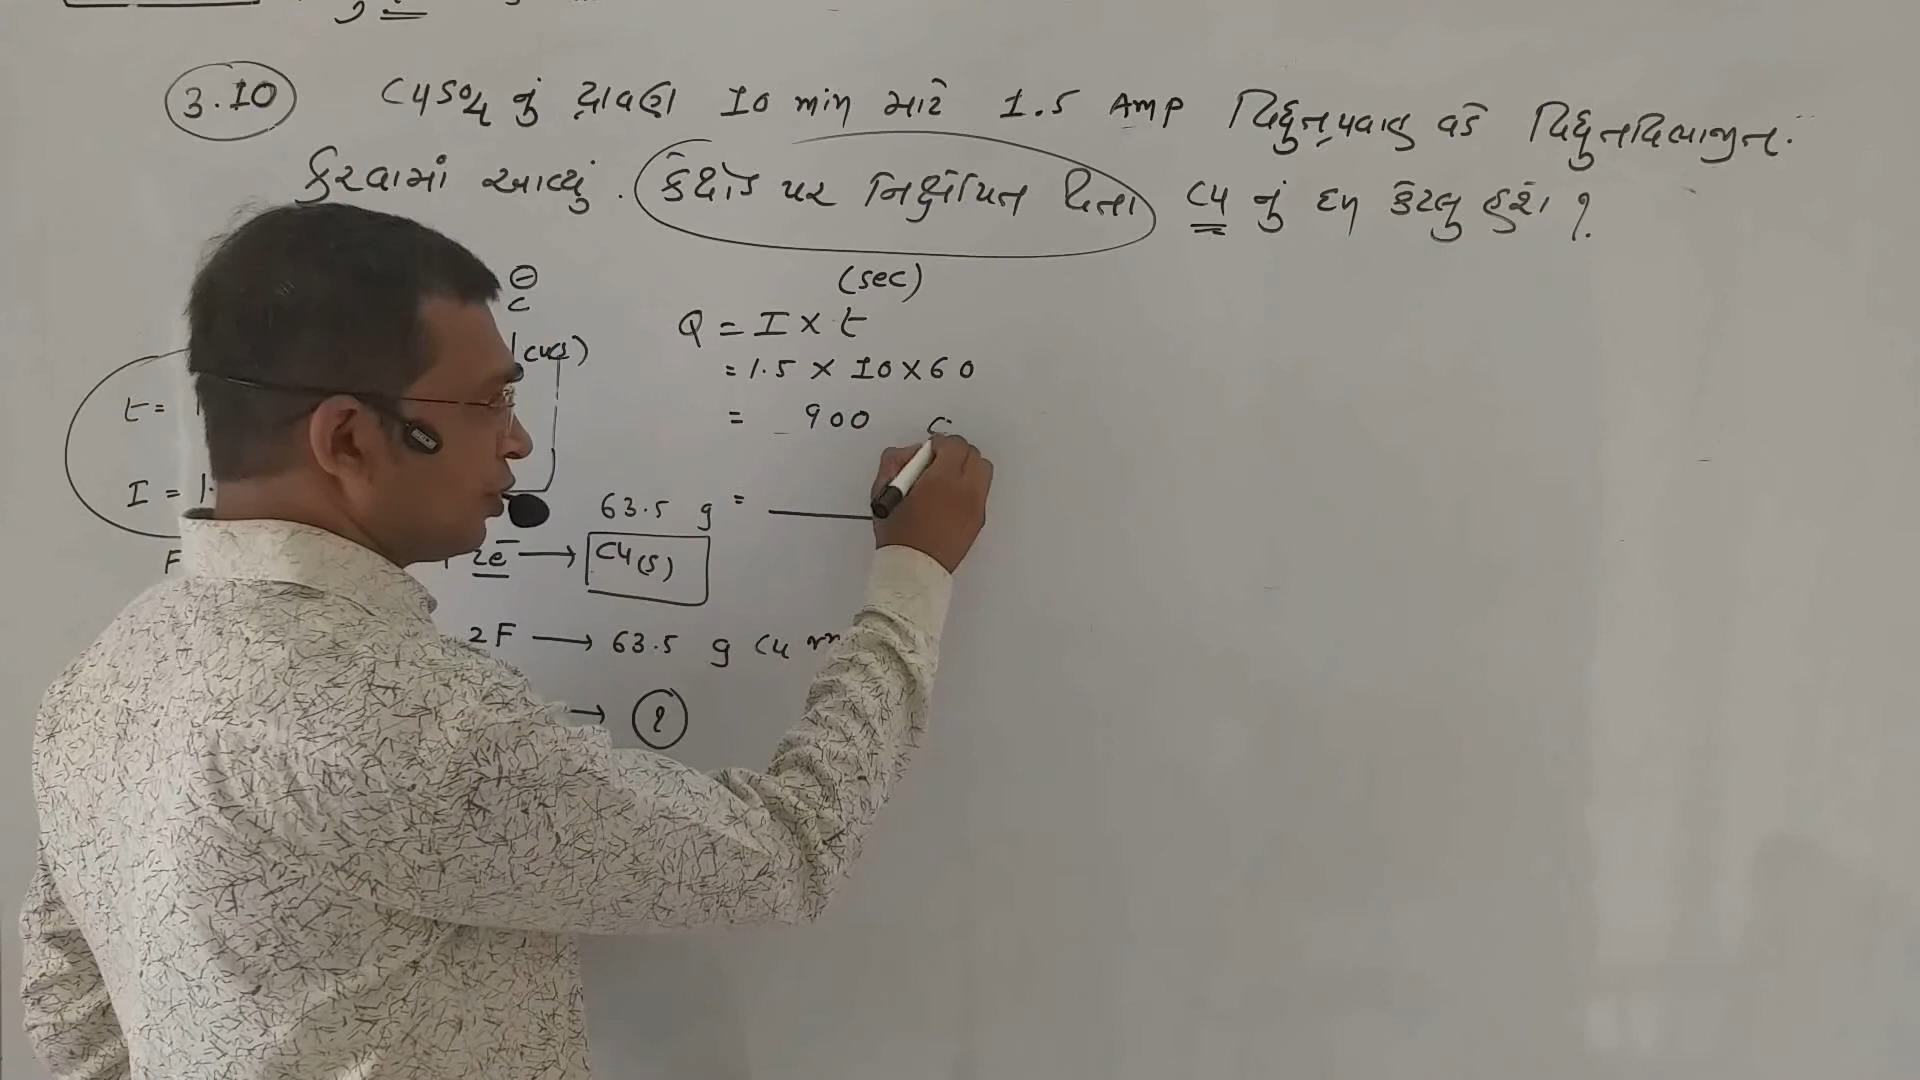 3.10 CuSO4 નું દ્રાવણ 10 min માટે 1.5 Amp વિદ્યુતપ્રવાહ વડે વિદ્યુતવિભાજન
કરવામાં આવ્યું. કેથોડ પર નિક્ષેપિત થતા Cu નું દળ કેટલુ હશે ?
⊖
C
Cu(s)
(sec)
Q = I × t
= 1.5 × 10 × 60
= 900 C
t =
I = 1.
F
63.5 g =
2e⁻ → Cu(s)
2F → 63.5 g Cu
→ ?